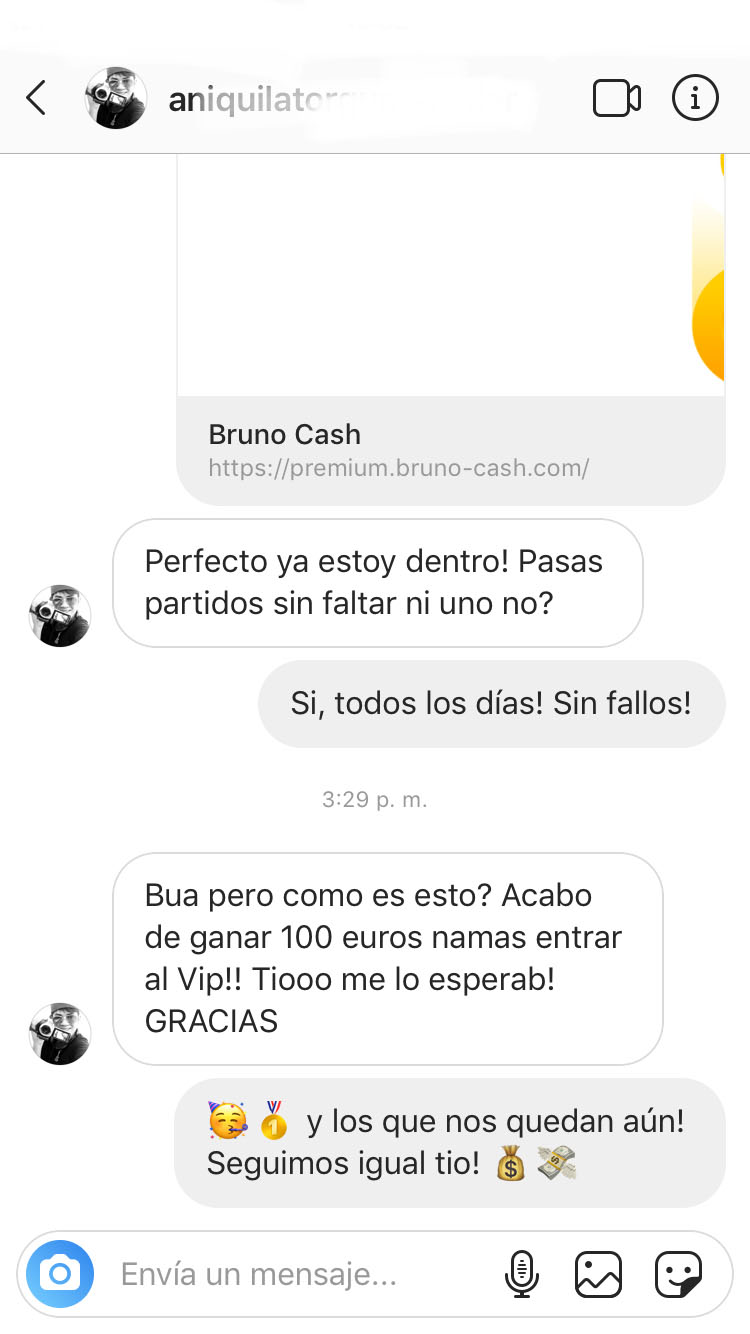 Bruno Cash
https://premium.bruno-cash.com/
Perfecto ya estoy dentro! Pasas
partidos sin faltar ni uno no?
Si, todos los días! Sin fallos!
3:29 p. m.
Bua pero como es esto? Acabo
de ganar 100 euros namas entrar
al Vip!! Tiooo me lo esperab!
GRACIAS
🥳🥇 y los que nos quedan aún!
Seguimos igual tio! 💰💸
Envía un mensaje...